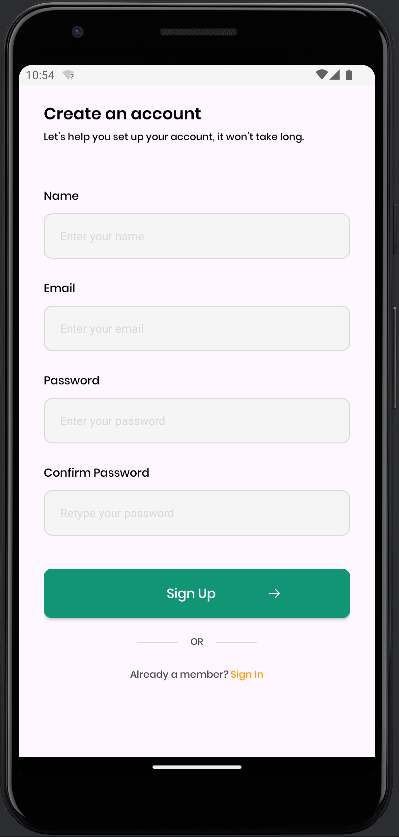 10:54
Create an account
Let's help you set up your account, it won't take long.
Name
Enter your name
Email
Enter your email
Password
Enter your password
Confirm Password
Retype your password
Sign Up
OR
Already a member? Sign In